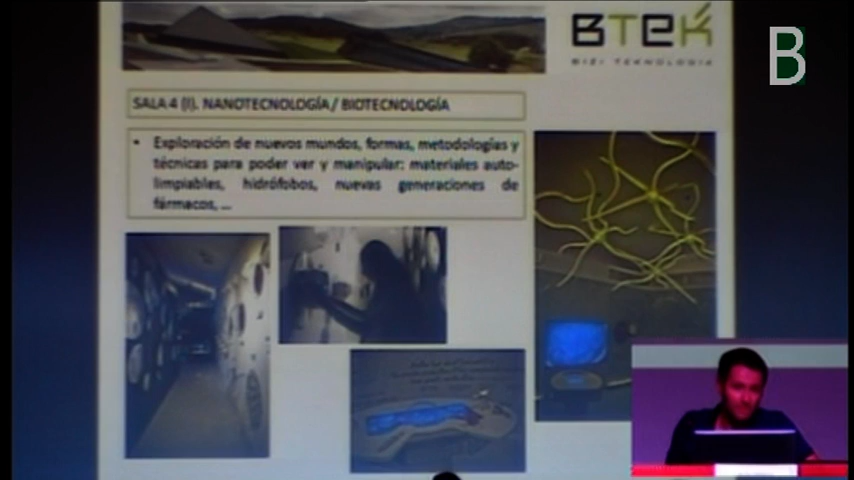 BTEK
BIZI TEKNOLOGIA
B
SALA 4 (I). NANOTECNOLOGÍA/ BIOTECNOLOGÍA
• Exploración de nuevos mundos, formas, metodologías y
técnicas para poder ver y manipular: materiales auto-
limpiables, hidrófobos, nuevas generaciones de
fármacos, ...